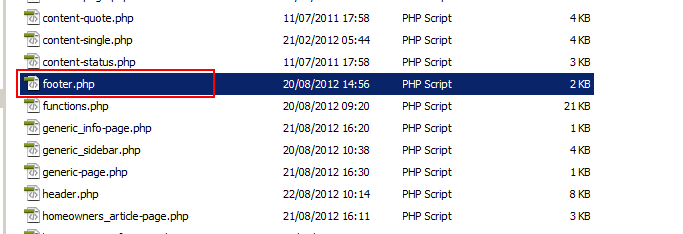 content-quote.php 11/07/2011 17:58 PHP Script 4 KB
content-single.php 21/02/2012 05:44 PHP Script 4 KB
content-status.php 11/07/2011 17:58 PHP Script 3 KB
footer.php 20/08/2012 14:56 PHP Script 2 KB
functions.php 20/08/2012 09:20 PHP Script 21 KB
generic_info-page.php 21/08/2012 16:20 PHP Script 1 KB
generic_sidebar.php 20/08/2012 10:38 PHP Script 4 KB
generic-page.php 21/08/2012 16:30 PHP Script 1 KB
header.php 22/08/2012 10:14 PHP Script 8 KB
homeowners_article-page.php 21/08/2012 16:11 PHP Script 3 KB